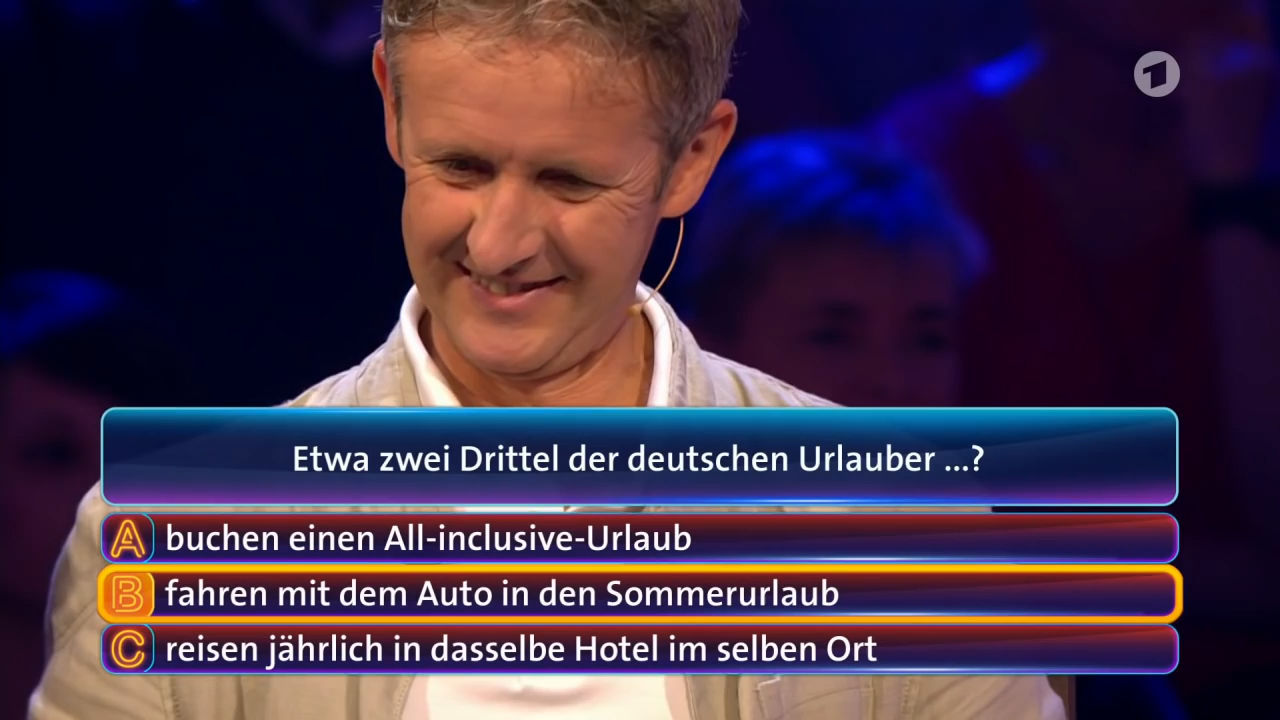 1
Etwa zwei Drittel der deutschen Urlauber ...?
A buchen einen All-inclusive-Urlaub
B fahren mit dem Auto in den Sommerurlaub
C reisen jährlich in dasselbe Hotel im selben Ort